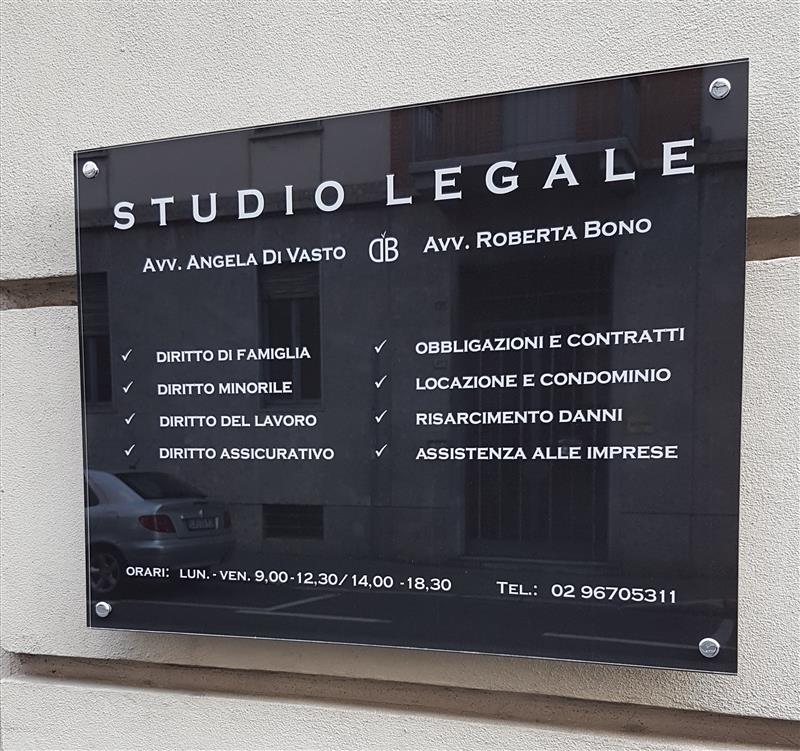 STUDIO LEGALE
AVV. ANGELA DI VASTO DB AVV. ROBERTA BONO
✓ DIRITTO DI FAMIGLIA
✓ DIRITTO MINORILE
✓ DIRITTO DEL LAVORO
✓ DIRITTO ASSICURATIVO
✓ OBBLIGAZIONI E CONTRATTI
✓ LOCAZIONE E CONDOMINIO
✓ RISARCIMENTO DANNI
✓ ASSISTENZA ALLE IMPRESE
ORARI: LUN. - VEN. 9,00 - 12,30 / 14,00 - 18,30 TEL.: 02 96705311